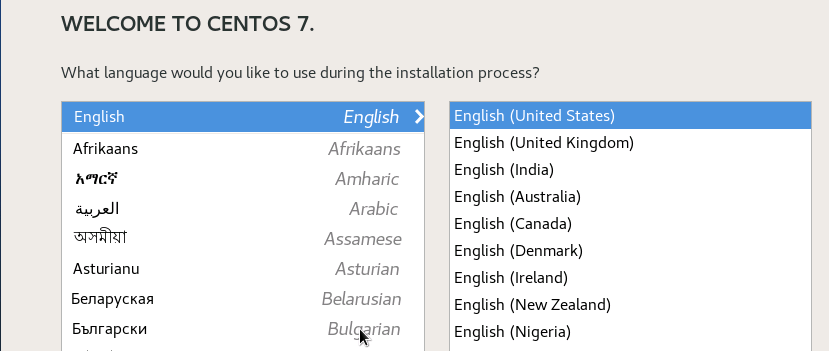 WELCOME TO CENTOS 7.
What language would you like to use during the installation process?
English English
Afrikaans Afrikaans
አማርኛ Amharic
العربية Arabic
অসমীয়া Assamese
Asturianu Asturian
Беларуская Belarusian
Български Bulgarian
English (United States)
English (United Kingdom)
English (India)
English (Australia)
English (Canada)
English (Denmark)
English (Ireland)
English (New Zealand)
English (Nigeria)